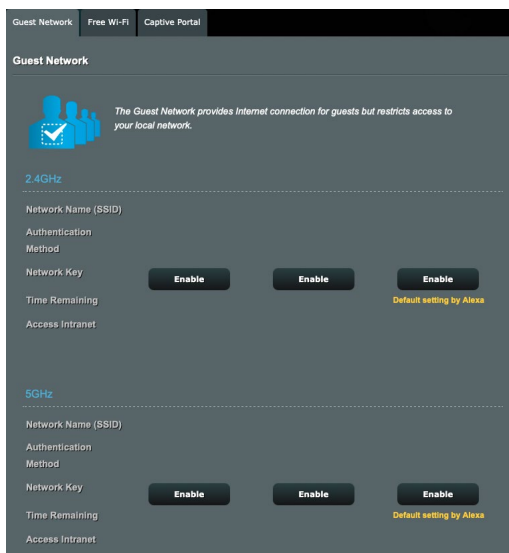 Guest Network Free Wi-Fi Captive Portal
Guest Network
The Guest Network provides Internet connection for guests but restricts access to
your local network.
2.4GHz
Network Name (SSID)
Authentication
Method
Network Key
Enable Enable Enable
Time Remaining
Default setting by Alexa
Access Intranet
5GHz
Network Name (SSID)
Authentication
Method
Network Key
Enable Enable Enable
Time Remaining
Default setting by Alexa
Access Intranet